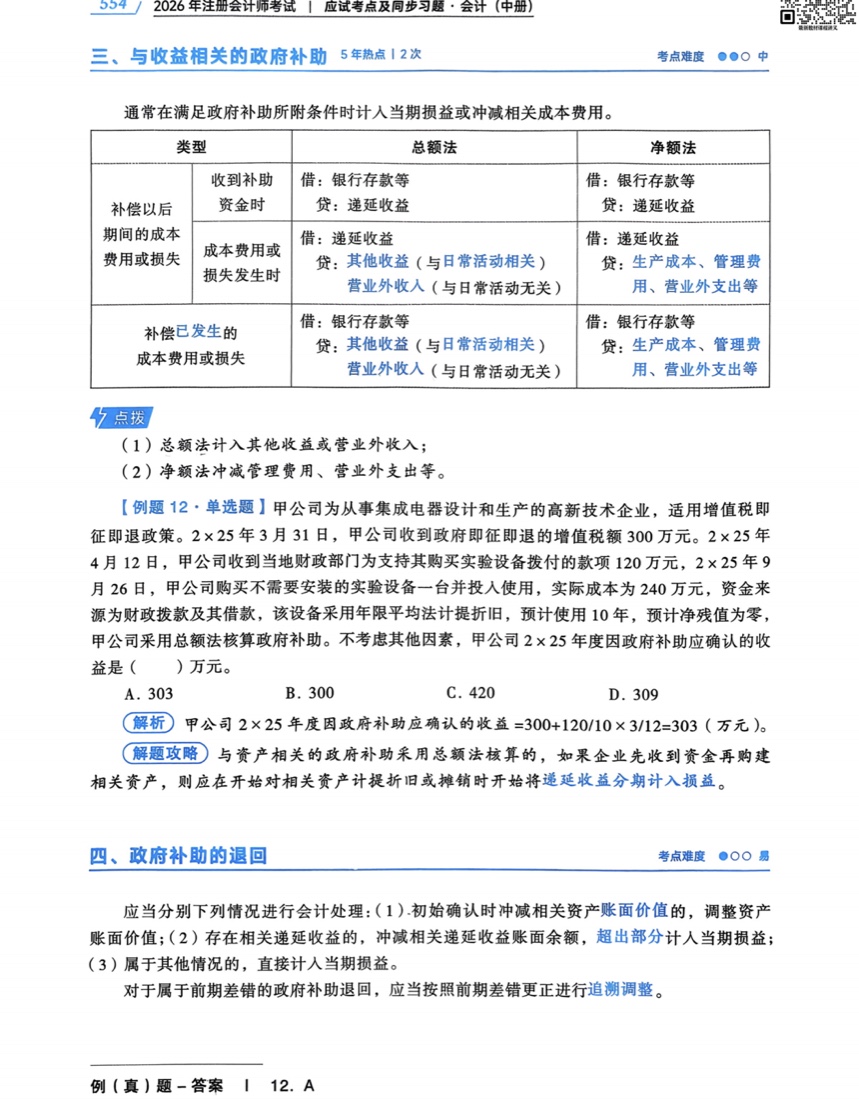 554 / 2026年注册会计师考试 | 应试考点及同步习题·会计（中册）
三、与收益相关的政府补助 5年热点 | 2次 考点难度 中
通常在满足政府补助所附条件时计入当期损益或冲减相关成本费用。
类型 总额法 净额法
补偿以后期间的成本费用或损失
收到补助资金时
借：银行存款等
贷：递延收益
借：银行存款等
贷：递延收益
成本费用或损失发生时
借：递延收益
贷：其他收益（与日常活动相关）
营业外收入（与日常活动无关）
借：递延收益
贷：生产成本、管理费
用、营业外支出等
补偿已发生的
成本费用或损失
借：银行存款等
贷：其他收益（与日常活动相关）
营业外收入（与日常活动无关）
借：银行存款等
贷：生产成本、管理费
用、营业外支出等
点拨
（1）总额法计入其他收益或营业外收入；
（2）净额法冲减管理费用、营业外支出等。
【例题12·单选题】甲公司为从事集成电器设计和生产的高新技术企业，适用增值税即
征即退政策。2×25年3月31日，甲公司收到政府即征即退的增值税额300万元。2×25年
4月12日，甲公司收到当地财政部门为支持其购买实验设备拨付的款项120万元，2×25年9
月26日，甲公司购买不需要安装的实验设备一台并投入使用，实际成本为240万元，资金来
源为财政拨款及其借款，该设备采用年限平均法计提折旧，预计使用10年，预计净残值为零，
甲公司采用总额法核算政府补助。不考虑其他因素，甲公司2×25年度因政府补助应确认的收
益是（　　）万元。
A. 303 B. 300 C. 420 D. 309
解析 甲公司2×25年度因政府补助应确认的收益=300+120/10×3/12=303（万元）。
解题攻略 与资产相关的政府补助采用总额法核算的，如果企业先收到资金再购建
相关资产，则应在开始对相关资产计提折旧或摊销时开始将递延收益分期计入损益。
四、政府补助的退回 考点难度 易
应当分别下列情况进行会计处理：（1）初始确认时冲减相关资产账面价值的，调整资产
账面价值；（2）存在相关递延收益的，冲减相关递延收益账面余额，超出部分计入当期损益；
（3）属于其他情况的，直接计入当期损益。
对于属于前期差错的政府补助退回，应当按照前期差错更正进行追溯调整。
例（真）题－答案 | 12. A